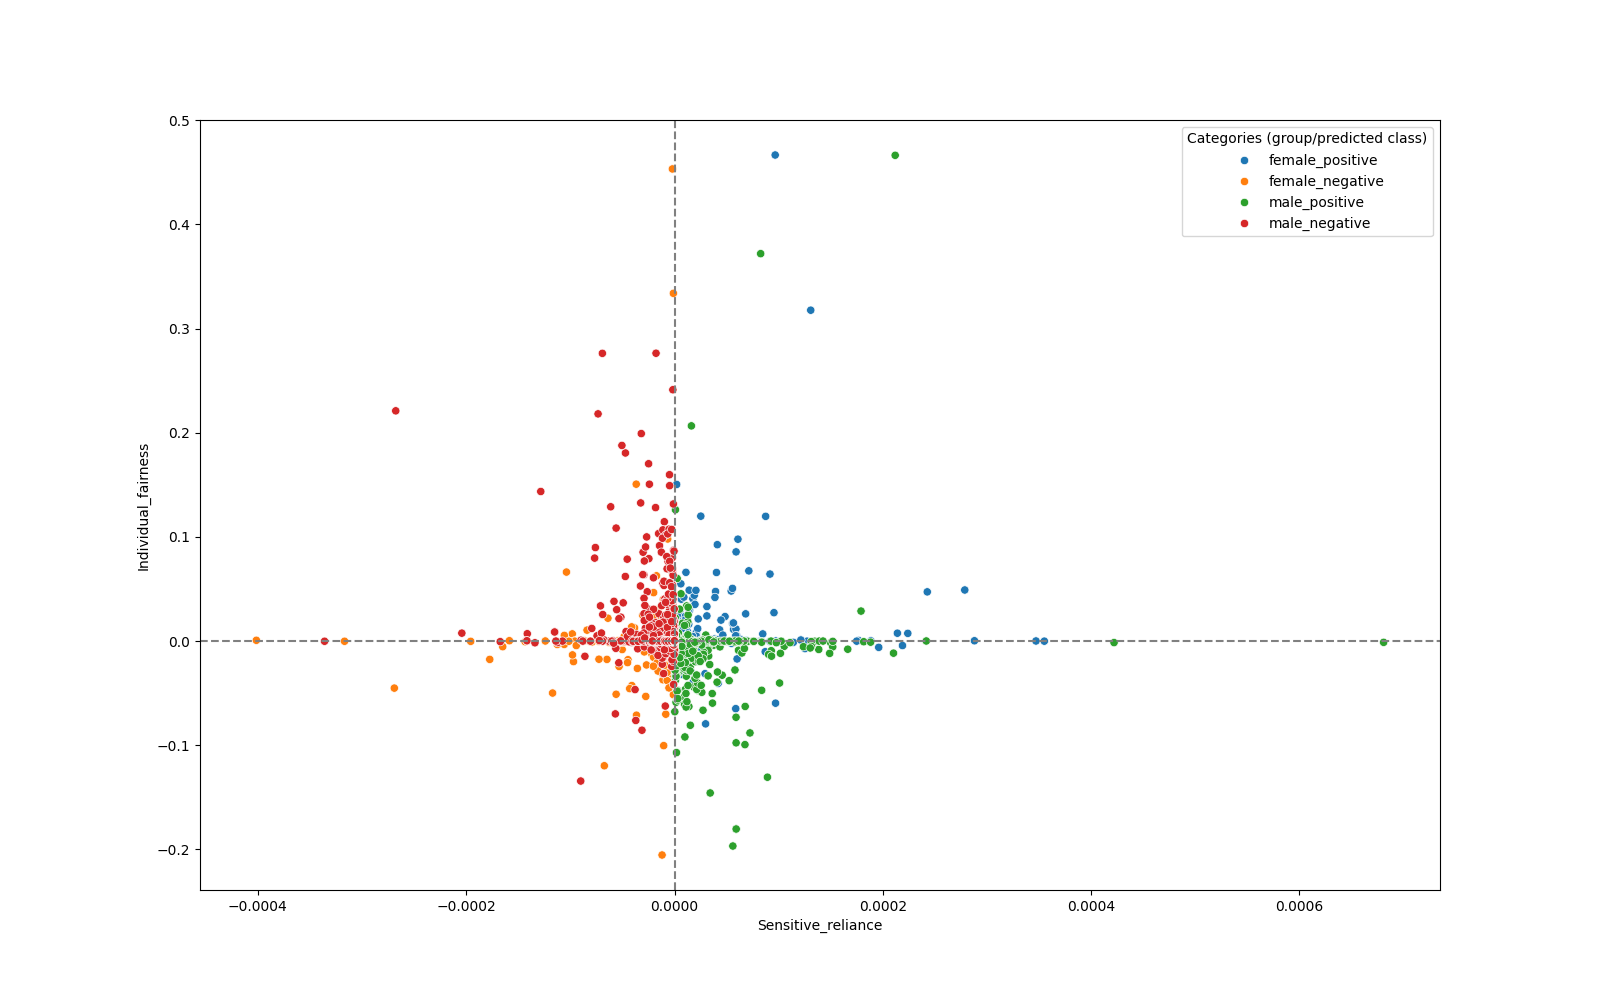 Categories (group/predicted class)
female_positive
female_negative
male_positive
male_negative
0.5
0.4
0.3
0.2
0.1
0.0
−0.1
−0.2
Individual_fairness
−0.0004
−0.0002
0.0000
0.0002
0.0004
0.0006
Sensitive_reliance